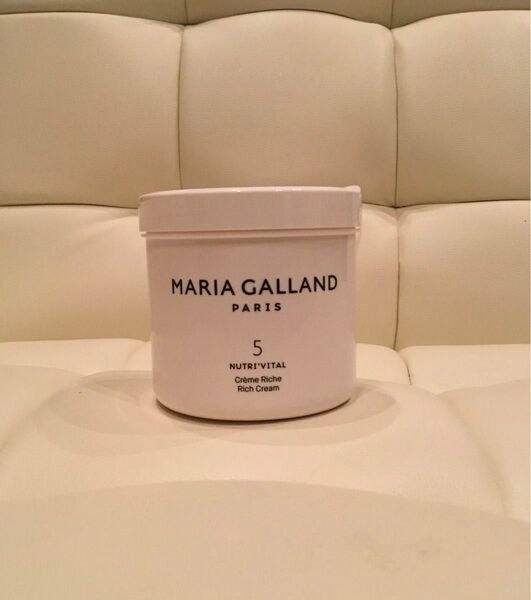 MARIA GALLAND
PARIS
5
NUTRI'VITAL
Crème Riche
Rich Cream